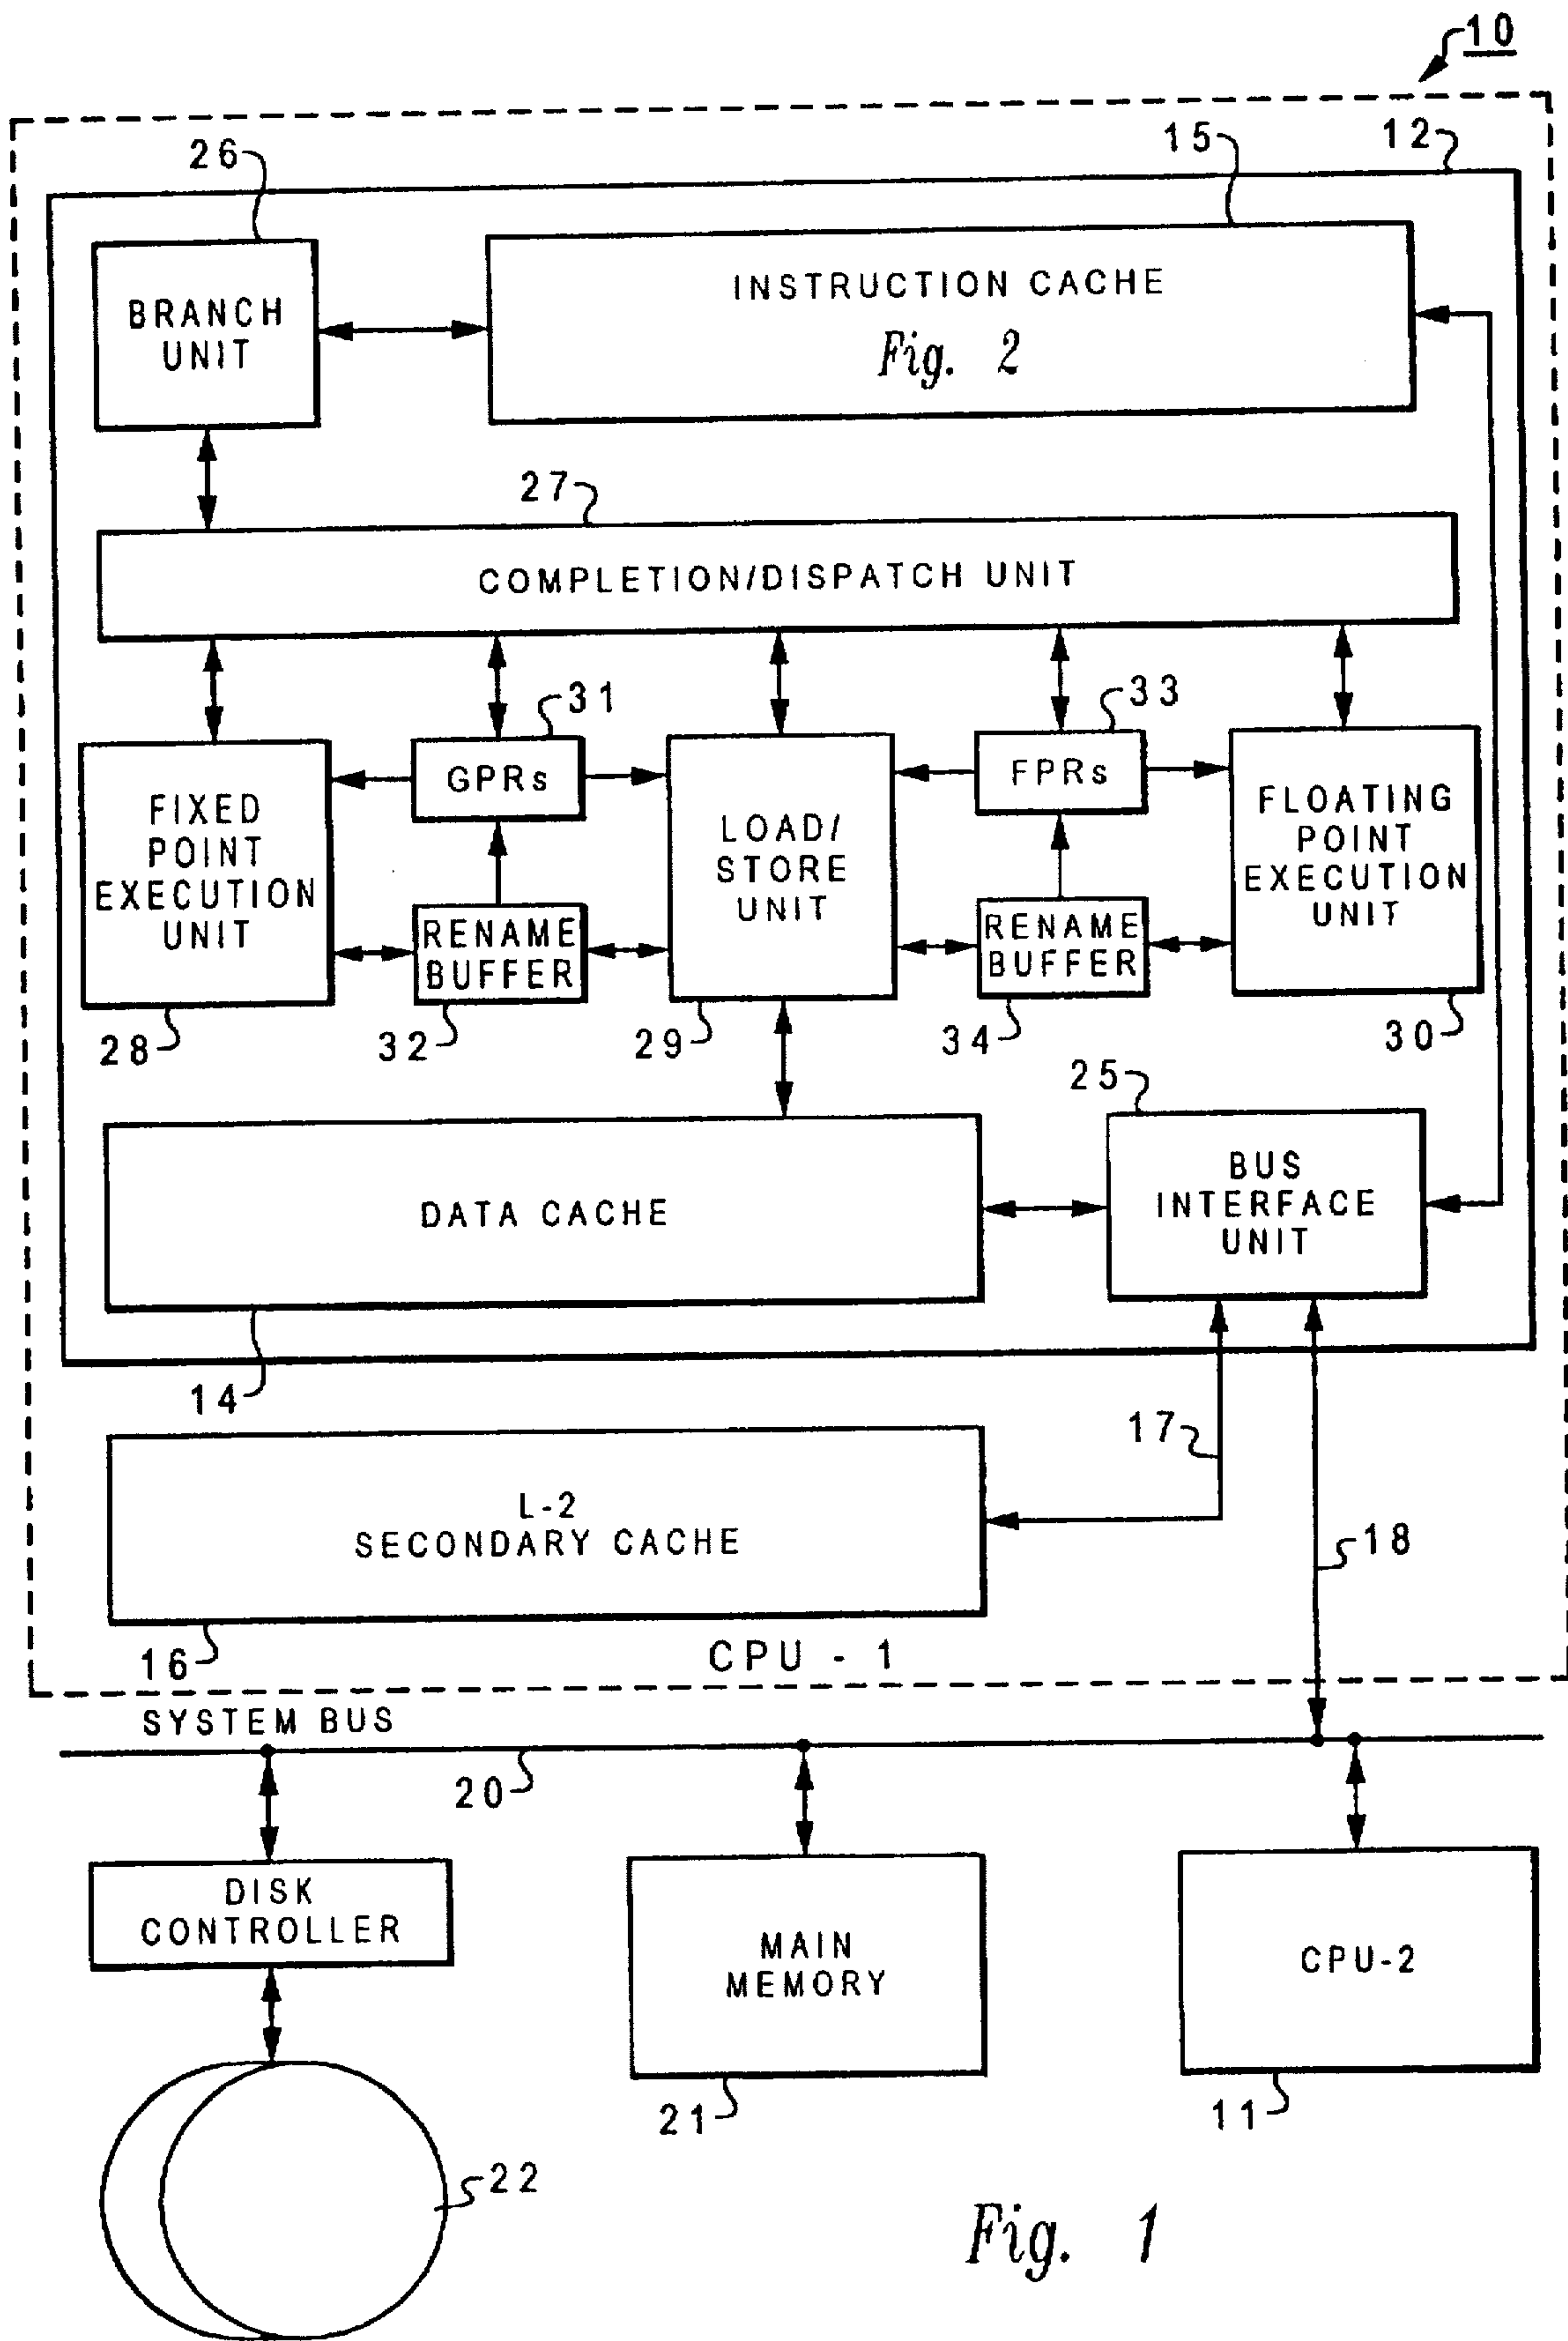 10
12
26
15
BRANCH
UNIT
INSTRUCTION CACHE
Fig. 2
27
COMPLETION/DISPATCH UNIT
31
33
FIXED
POINT
EXECUTION
UNIT
GPRs
LOAD/
STORE
UNIT
FPRs
FLOATING
POINT
EXECUTION
UNIT
RENAME
BUFFER
RENAME
BUFFER
28
32
29
34
30
25
DATA CACHE
BUS
INTERFACE
UNIT
14
17
L-2
SECONDARY CACHE
18
16
CPU - 1
SYSTEM BUS
20
DISK
CONTROLLER
MAIN
MEMORY
CPU-2
21
11
22
Fig. 1